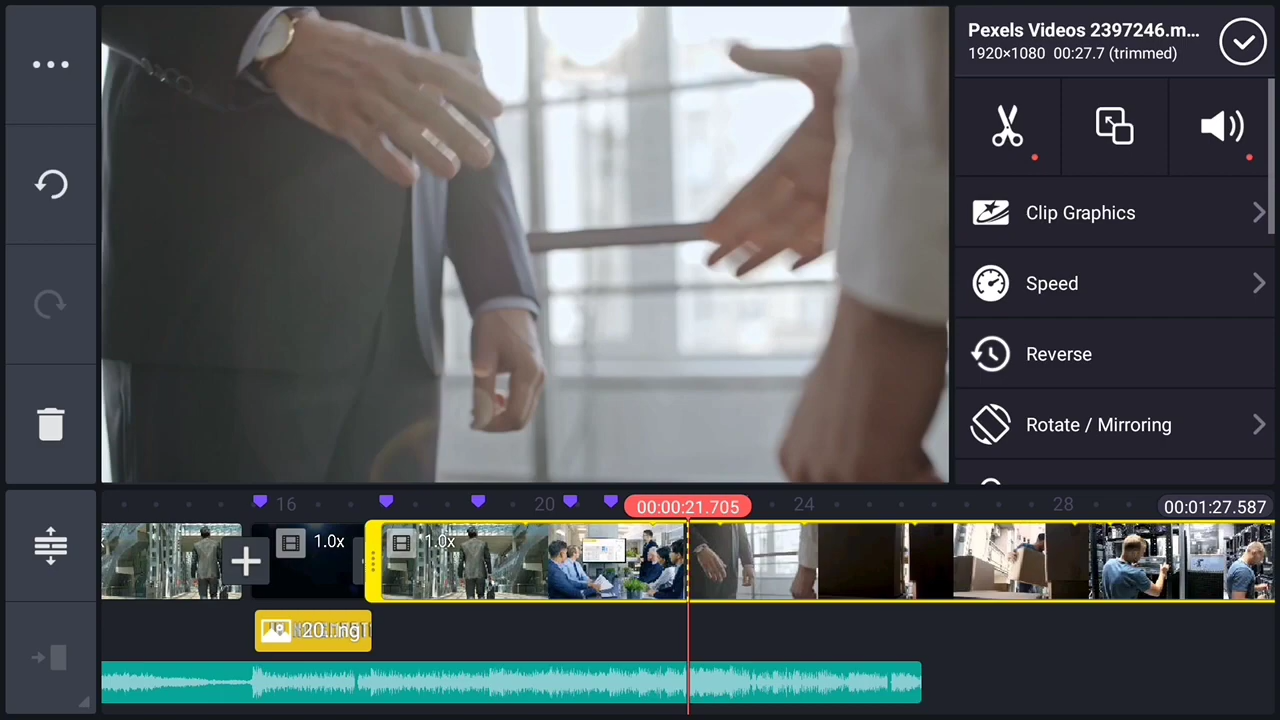 Pexels Videos 2397246.m...
1920×1080 00:27.7 (trimmed)
Clip Graphics
Speed
Reverse
Rotate / Mirroring
16
20
00:00:21.705
24
28
00:01:27.587
1.0x
1.0x